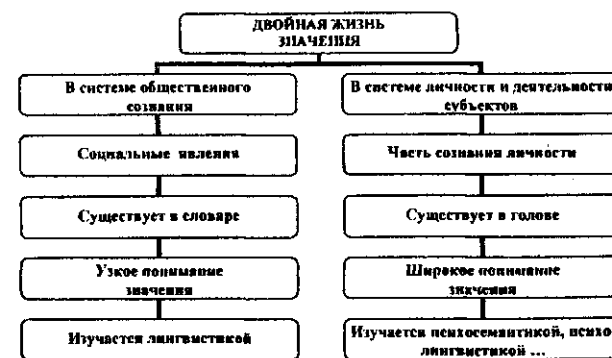 ДВОЙНАЯ ЖИЗНЬ
ЗНАЧЕНИЯ
В системе общественного
сознания
В системе личности и деятельности
субъектов
Социальные явления
Часть сознания личности
Существует в словаре
Существует в голове
Узкое понимание
значения
Широкое понимание
значения
Изучается лингвистикой
Изучается психосемантикой, психо
лингвистикой ...